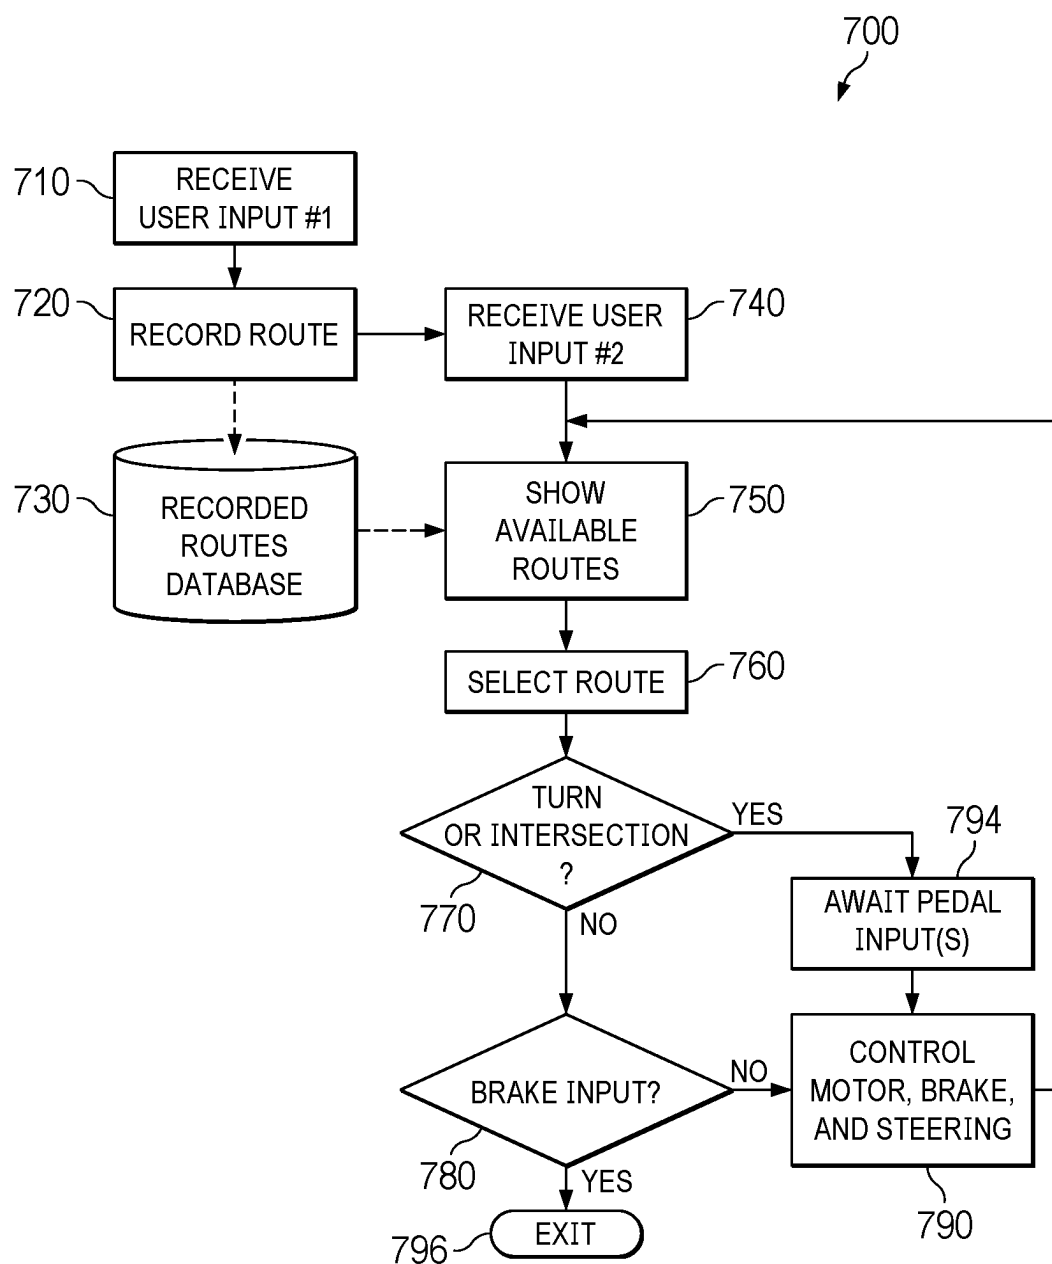 700
710
RECEIVE
USER INPUT #1
720
RECORD ROUTE
740
RECEIVE USER
INPUT #2
730
RECORDED
ROUTES
DATABASE
750
SHOW
AVAILABLE
ROUTES
760
SELECT ROUTE
TURN
OR INTERSECTION
?
770
YES
NO
794
AWAIT PEDAL
INPUT(S)
BRAKE INPUT?
780
NO
YES
CONTROL
MOTOR, BRAKE,
AND STEERING
790
796
EXIT